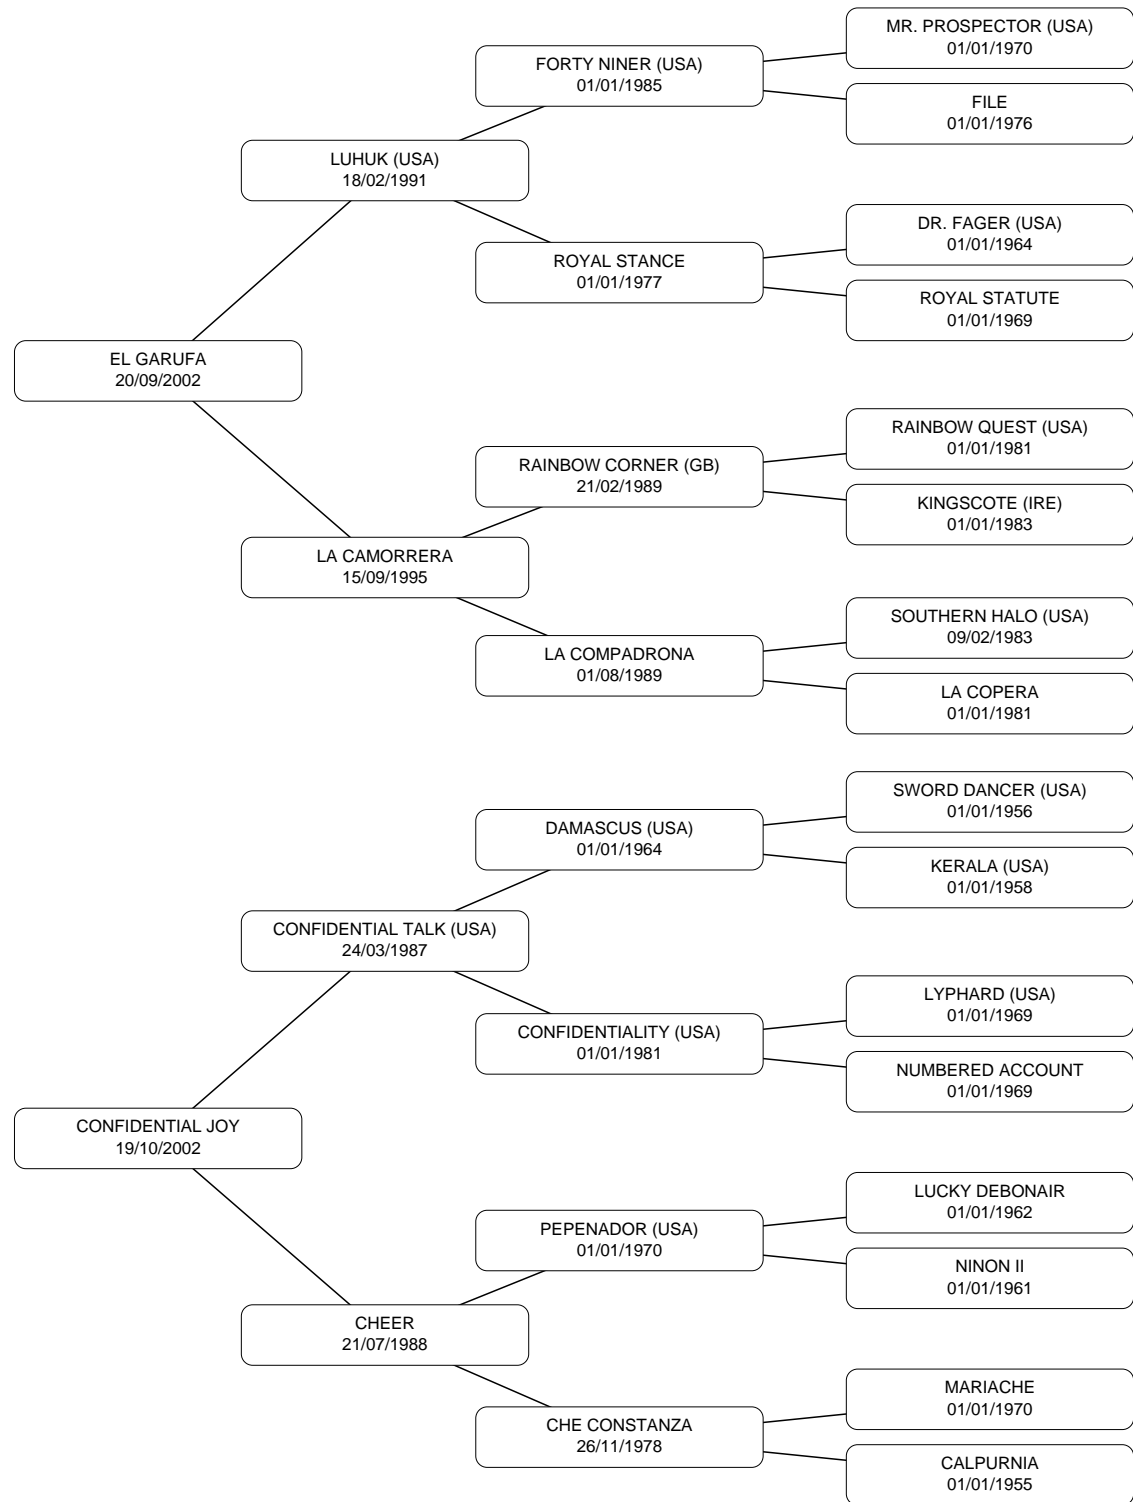 MR. PROSPECTOR (USA)
01/01/1970
FORTY NINER (USA)
01/01/1985
FILE
01/01/1976
LUHUK (USA)
18/02/1991
DR. FAGER (USA)
01/01/1964
ROYAL STANCE
01/01/1977
ROYAL STATUTE
01/01/1969
EL GARUFA
20/09/2002
RAINBOW QUEST (USA)
01/01/1981
RAINBOW CORNER (GB)
21/02/1989
KINGSCOTE (IRE)
01/01/1983
LA CAMORRERA
15/09/1995
SOUTHERN HALO (USA)
09/02/1983
LA COMPADRONA
01/08/1989
LA COPERA
01/01/1981
SWORD DANCER (USA)
01/01/1956
DAMASCUS (USA)
01/01/1964
KERALA (USA)
01/01/1958
CONFIDENTIAL TALK (USA)
24/03/1987
LYPHARD (USA)
01/01/1969
CONFIDENTIALITY (USA)
01/01/1981
NUMBERED ACCOUNT
01/01/1969
CONFIDENTIAL JOY
19/10/2002
LUCKY DEBONAIR
01/01/1962
PEPENADOR (USA)
01/01/1970
NINON II
01/01/1961
CHEER
21/07/1988
MARIACHE
01/01/1970
CHE CONSTANZA
26/11/1978
CALPURNIA
01/01/1955